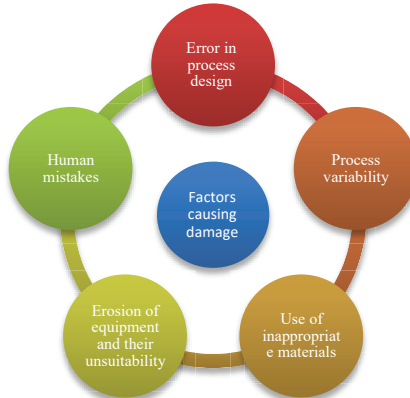 Error in
process
design
Human
mistakes
Process
variability
Factors
causing
damage
Erosion of
equipment
and their
unsuitability
Use of
inappropriat
e materials